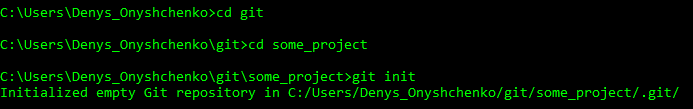 C:\Users\Denys_Onyshchenko>cd git
C:\Users\Denys_Onyshchenko\git>cd some_project
C:\Users\Denys_Onyshchenko\git\some_project>git init
Initialized empty Git repository in C:/Users/Denys_Onyshchenko/git/some_project/.git/